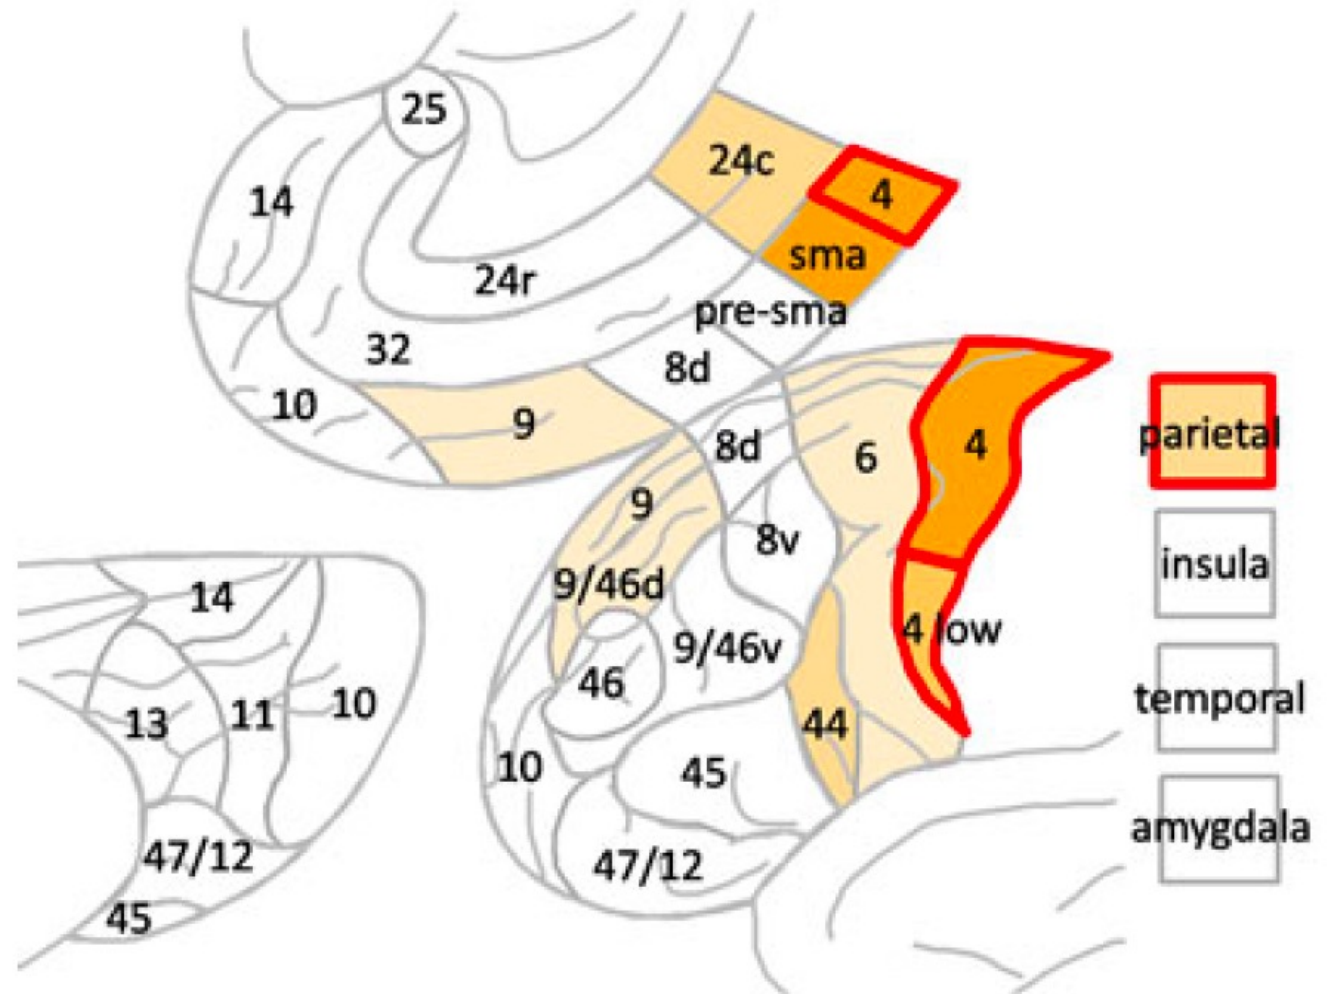 25
24c
4
14
sma
24r
pre-sma
32
8d
10
9
8d
6
4
parietal
9
8v
insula
9/46d
14
9/46v
4 low
46
temporal
13
11
10
44
10
45
amygdala
47/12
47/12
45